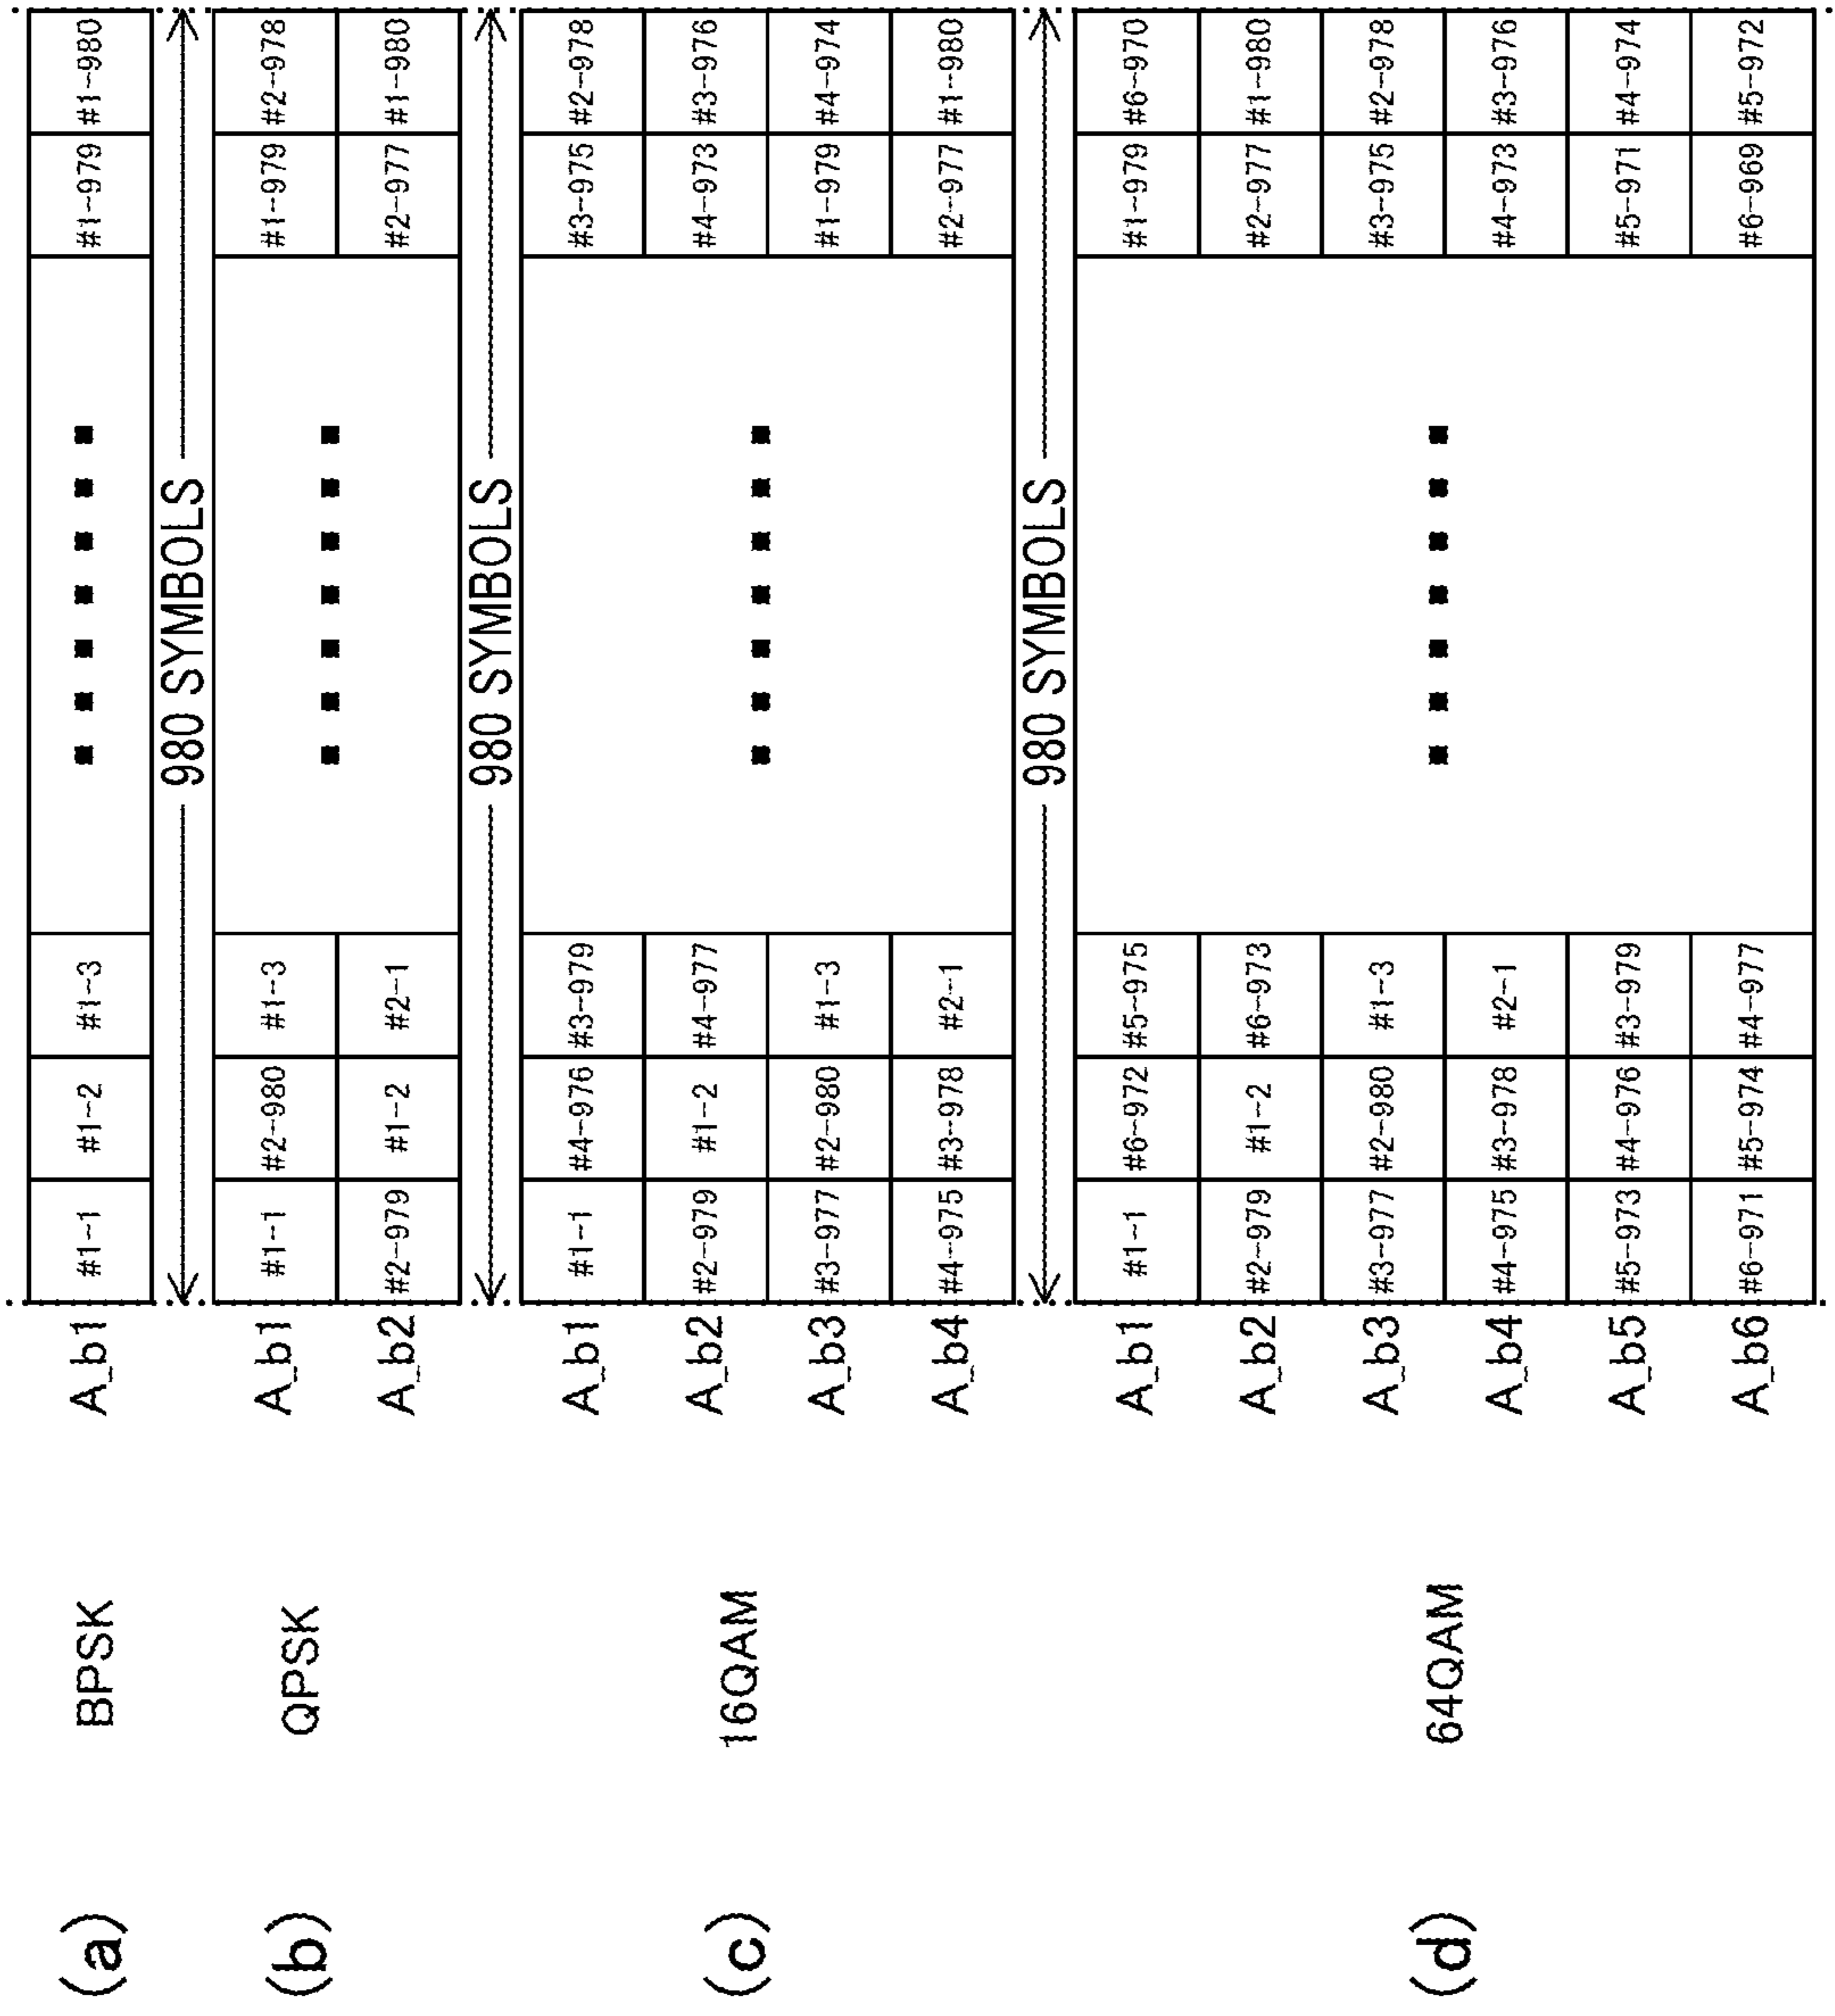 (a) BPSK A_b1 #1-1 #1-2 #1-3 #1-979 #1-980
980 SYMBOLS
(b) QPSK
A_b1 #1-1 #2-980 #1-3 #1-979 #2-978
A_b2 #2-979 #1-2 #2-1 #2-977 #1-980
980 SYMBOLS
(c) 16QAM
A_b1 #1-1 #4-976 #3-979 #3-975 #2-978
A_b2 #2-979 #1-2 #4-977 #4-973 #3-976
A_b3 #3-977 #2-980 #1-3 #1-979 #4-974
A_b4 #4-975 #3-978 #2-1 #2-977 #1-980
980 SYMBOLS
(d) 64QAM
A_b1 #1-1 #6-972 #5-975 #1-979 #6-970
A_b2 #2-979 #1-2 #6-973 #2-977 #1-980
A_b3 #3-977 #2-980 #1-3 #3-975 #2-978
A_b4 #4-975 #3-978 #2-1 #4-973 #3-976
A_b5 #5-973 #4-976 #3-979 #5-971 #4-974
A_b6 #6-971 #5-974 #4-977 #6-969 #5-972